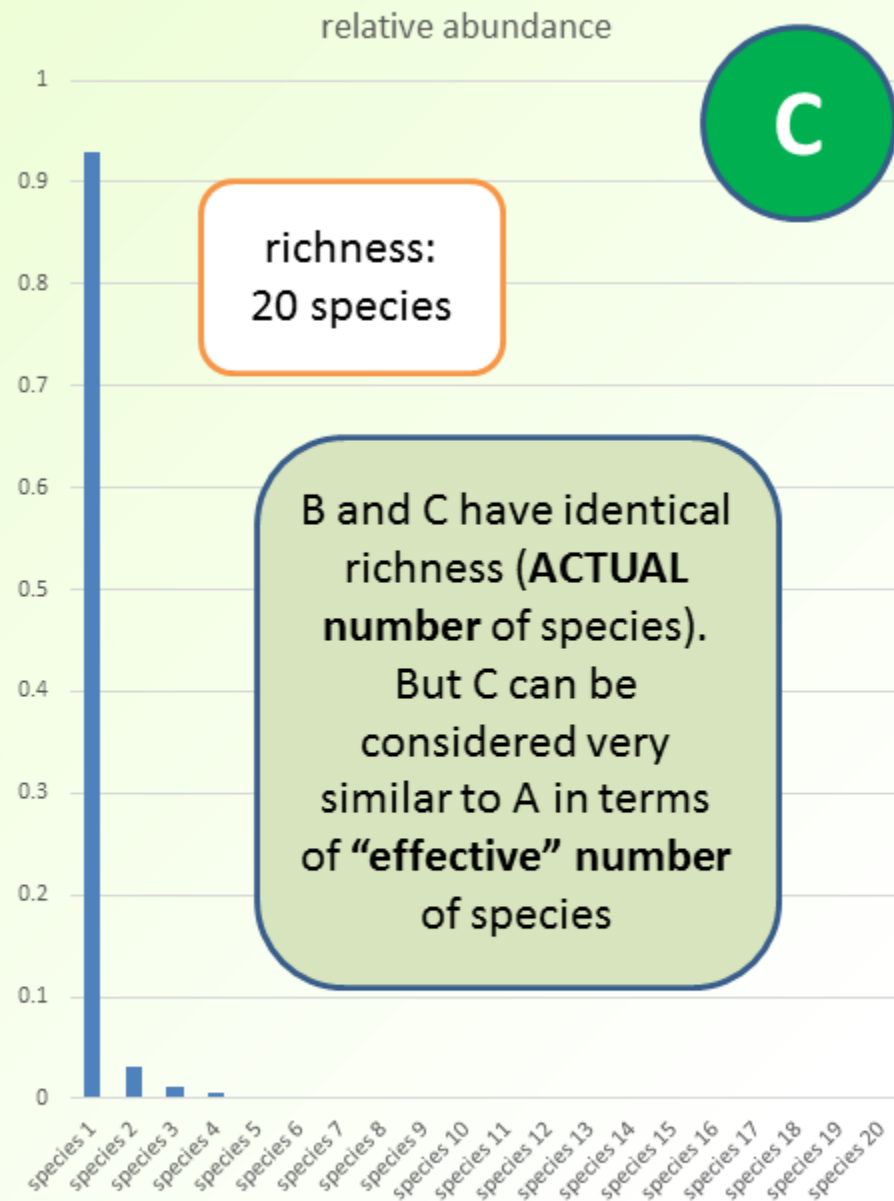 relative abundance
C
1
0.9
0.8
0.7
0.6
0.5
0.4
0.3
0.2
0.1
0
richness:
20 species
B and C have identical
richness (ACTUAL
number of species).
But C can be
considered very
similar to A in terms
of “effective” number
of species
species 1
species 2
species 3
species 4
species 5
species 6
species 7
species 8
species 9
species 10
species 11
species 12
species 13
species 14
species 15
species 16
species 17
species 18
species 19
species 20